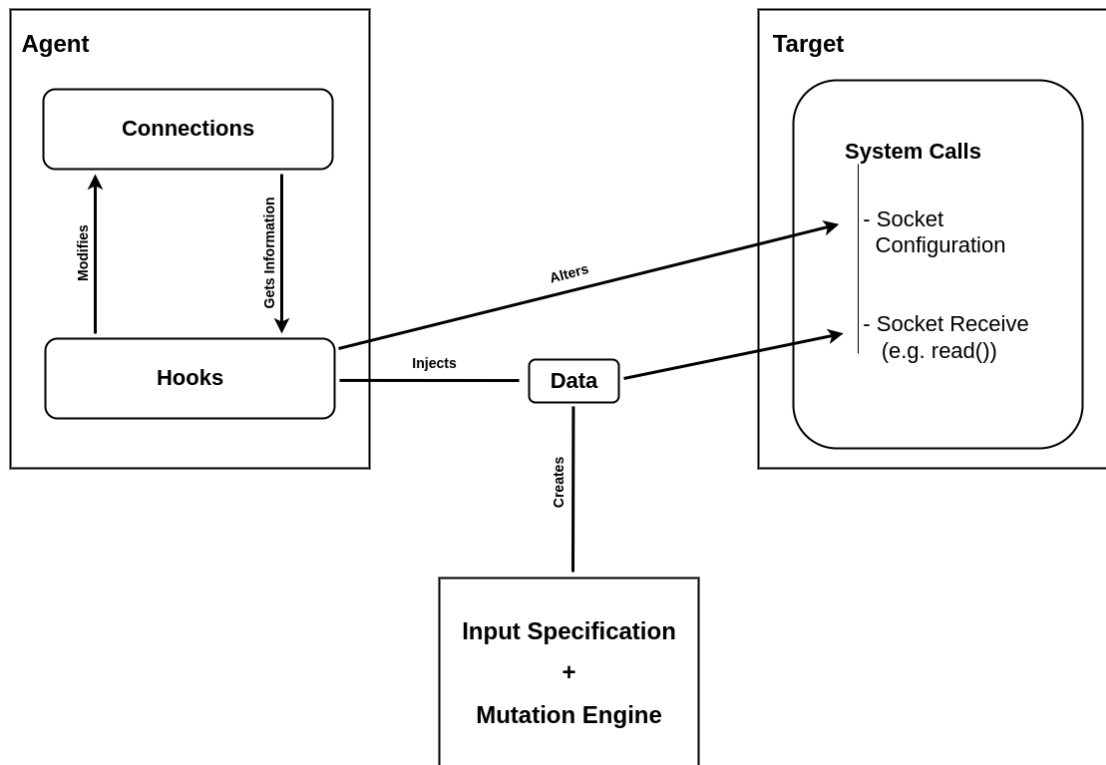 Agent
Target
Connections
System Calls
Modifies
Gets Information
- Socket
Configuration
Alters
- Socket Receive
(e.g. read())
Hooks
Injects
Data
Creates
Input Specification
+
Mutation Engine